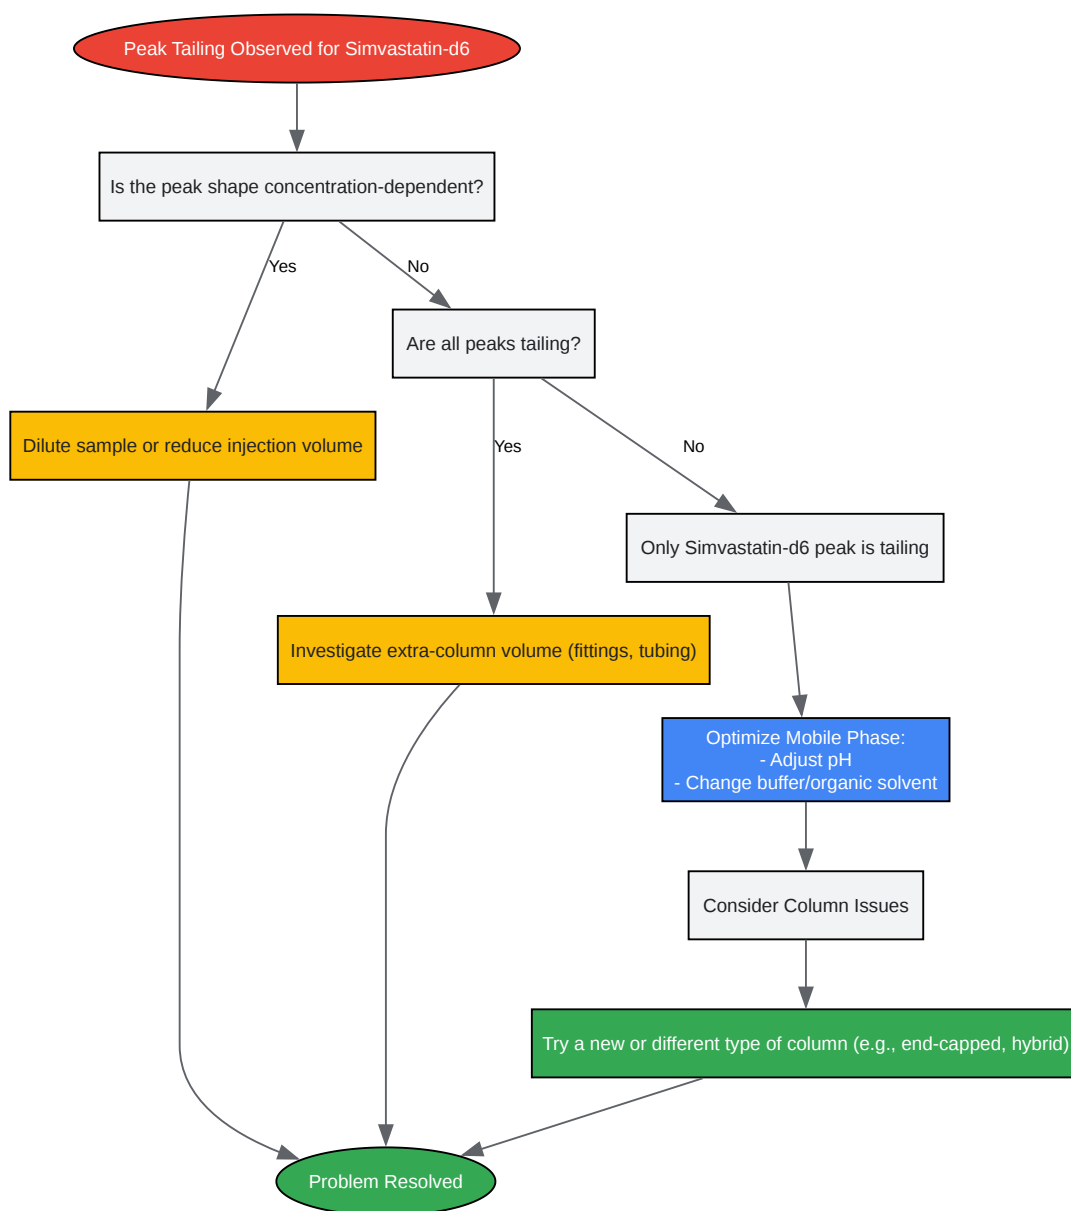 Peak Tailing Observed for Simvastatin-d6
Is the peak shape concentration-dependent?
Yes
No
Are all peaks tailing?
Dilute sample or reduce injection volume
Yes
No
Only Simvastatin-d6 peak is tailing
Investigate extra-column volume (fittings, tubing)
Optimize Mobile Phase:
- Adjust pH
- Change buffer/organic solvent
Consider Column Issues
Try a new or different type of column (e.g., end-capped, hybrid)
Problem Resolved